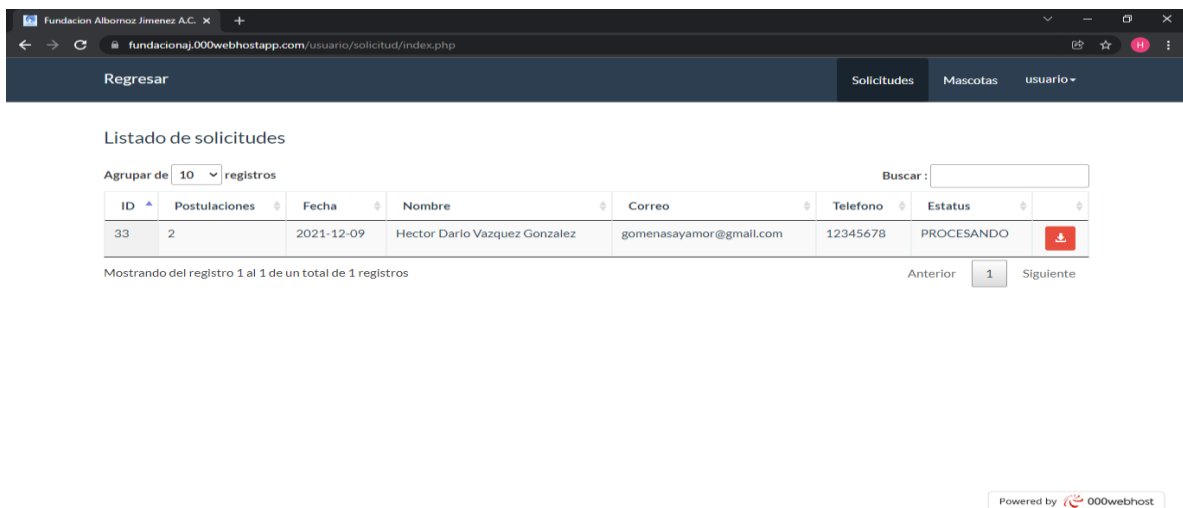 Fundacion Albornoz Jimenez A.C.
fundacionaj.000webhostapp.com/usuario/solicitud/index.php
H
Regresar Solicitudes Mascotas usuario
Listado de solicitudes
Agrupar de 10 registros Buscar :
ID Postulaciones Fecha Nombre Correo Telefono Estatus
33 2 2021-12-09 Hector Dario Vazquez Gonzalez gomenasayamor@gmail.com 12345678 PROCESANDO
Mostrando del registro 1 al 1 de un total de 1 registros Anterior 1 Siguiente
Powered by 000webhost